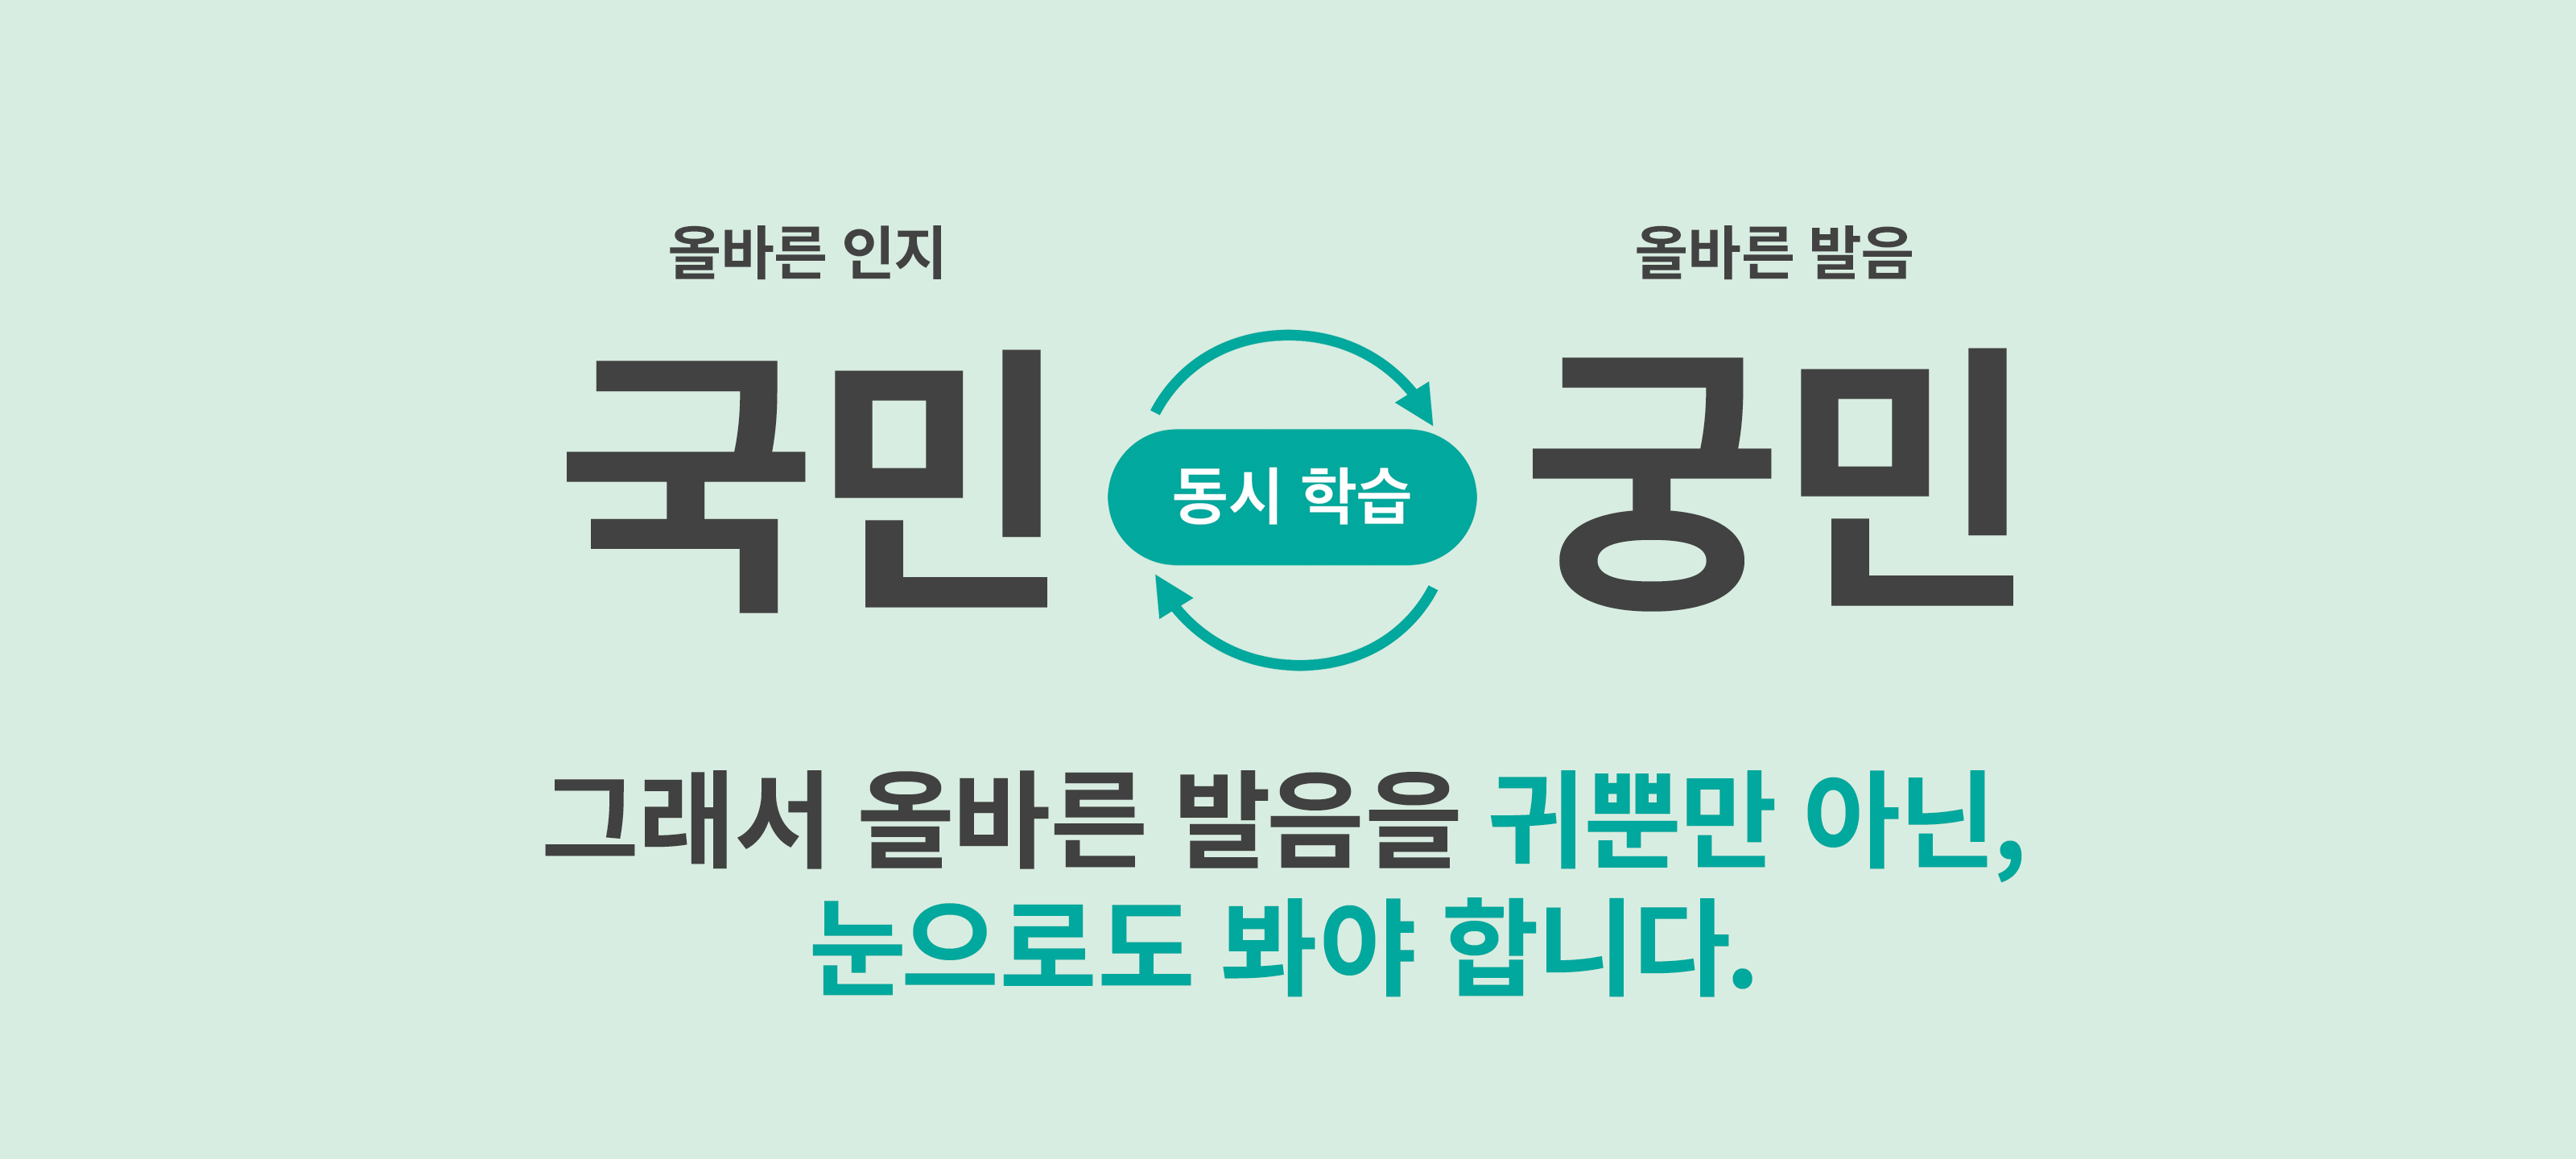 올바른 인지
올바른 발음
국민
동시 학습
궁민
그래서 올바른 발음을 귀뿐만 아닌,
눈으로도 봐야 합니다.